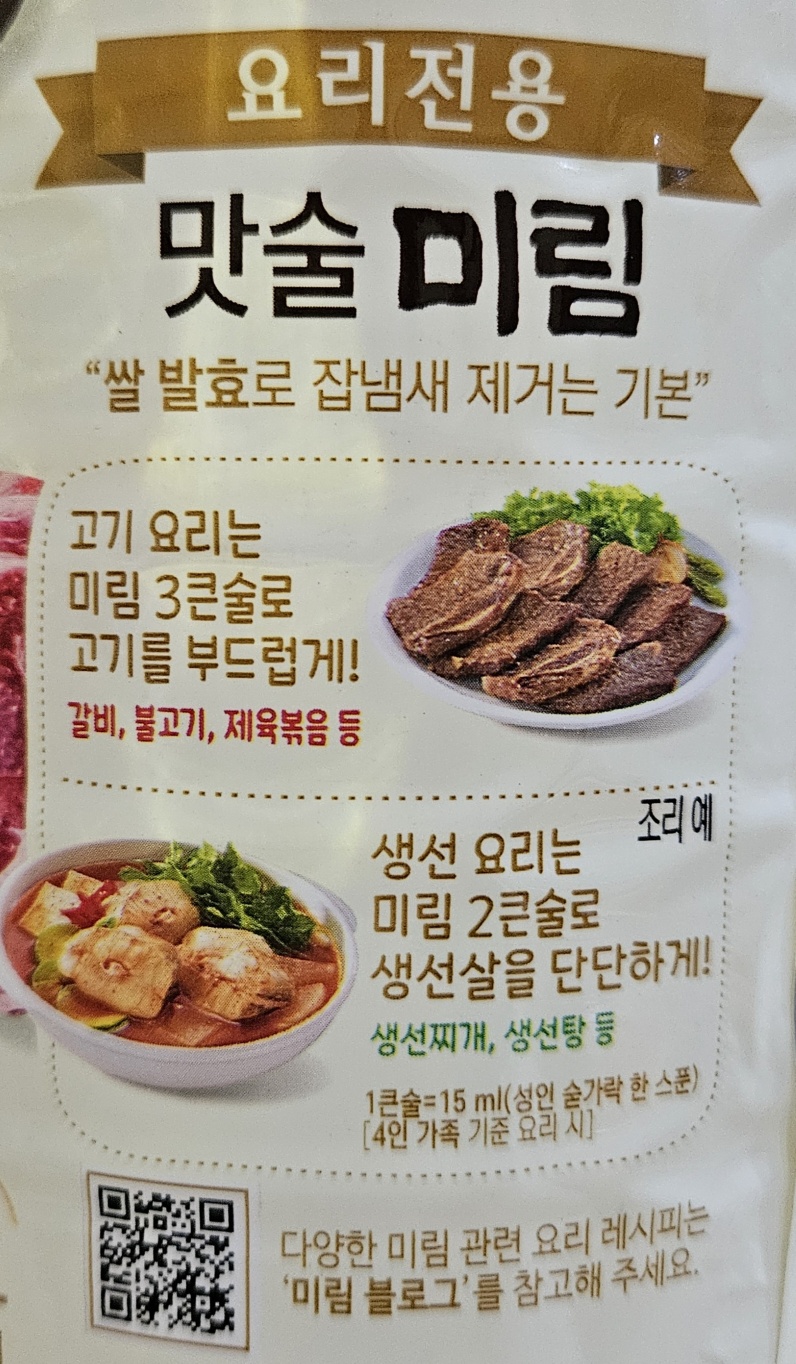 요리전용
맛술 미림
“쌀 발효로 잡냄새 제거는 기본”
고기 요리는
미림 3큰술로
고기를 부드럽게!
갈비, 불고기, 제육볶음 등
조리 예
생선 요리는
미림 2큰술로
생선살을 단단하게!
생선찌개, 생선탕 등
1큰술=15 ml(성인 숟가락 한 스푼)
[4인 가족 기준 요리 시]
다양한 미림 관련 요리 레시피는
‘미림 블로그’를 참고해 주세요.